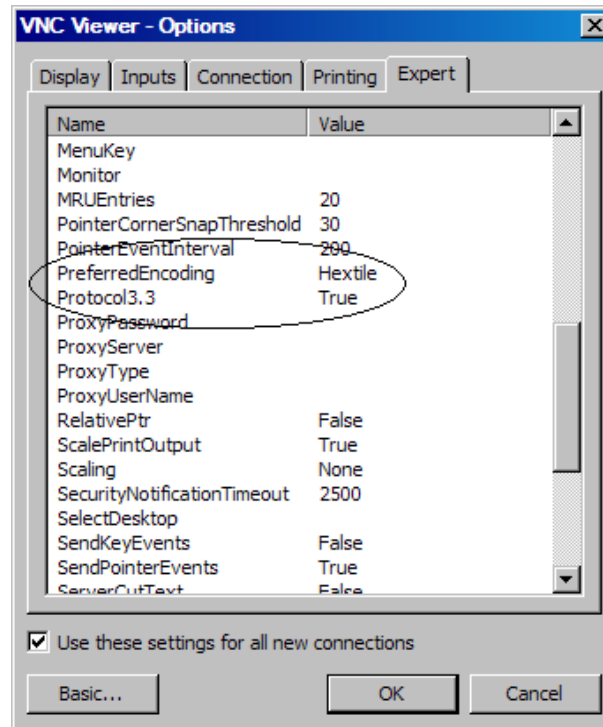 VNC Viewer - Options
Display Inputs Connection Printing Expert
Name Value
MenuKey
Monitor
MRUEntries 20
PointerCornerSnapThreshold 30
PointerEventInterval 200
PreferredEncoding Hextile
Protocol3.3 True
ProxyPassword
ProxyServer
ProxyType
ProxyUserName
RelativePtr False
ScalePrintOutput True
Scaling None
SecurityNotificationTimeout 2500
SelectDesktop
SendKeyEvents False
SendPointerEvents True
ServerCutText False
Use these settings for all new connections
Basic... OK Cancel